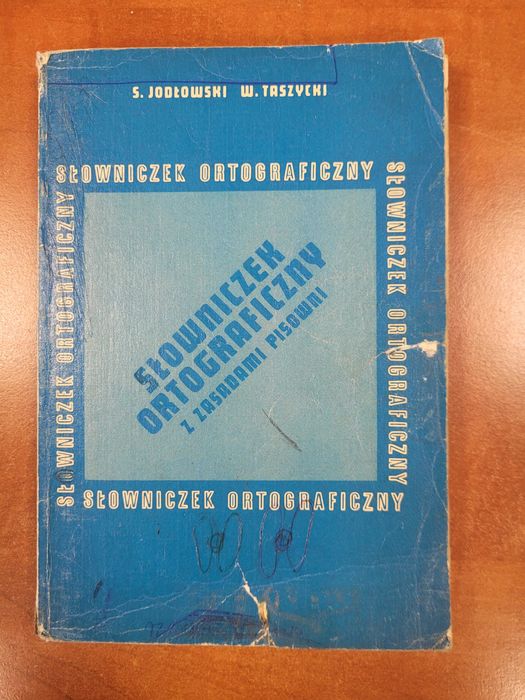 S. JODŁOWSKI W. TASZYCKI
SŁOWNICZEK ORTOGRAFICZNY
SŁOWNICZEK ORTOGRAFICZNY
SŁOWNICZEK ORTOGRAFICZNY
SŁOWNICZEK
ORTOGRAFICZNY
Z ZASADAMI PISOWNI
SŁOWNICZEK ORTOGRAFICZNY